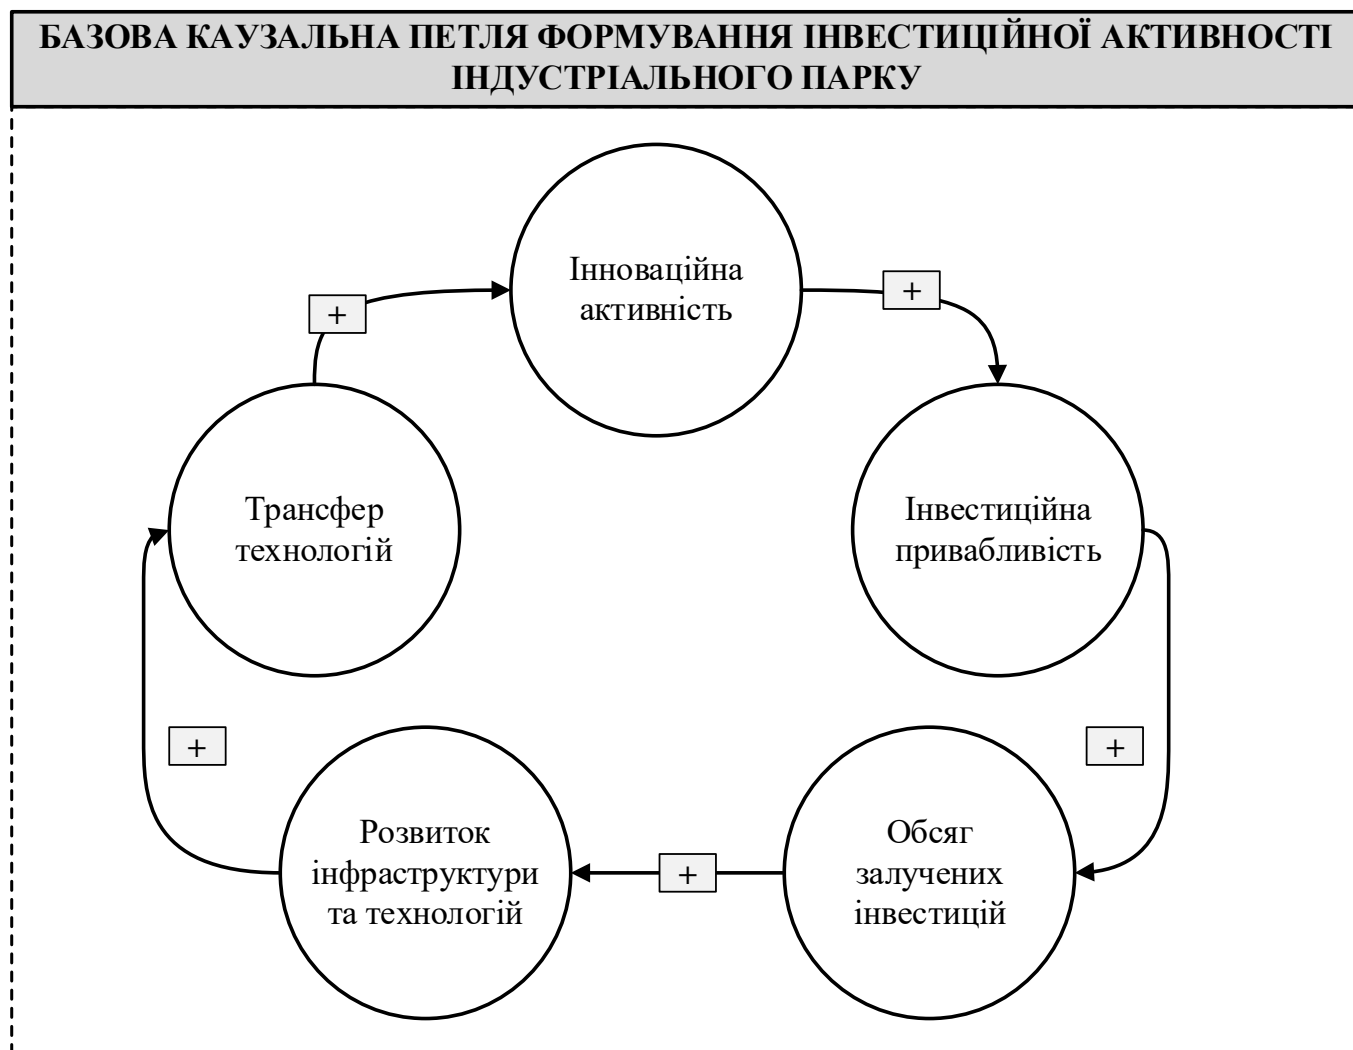 БАЗОВА КАУЗАЛЬНА ПЕТЛЯ ФОРМУВАННЯ ІНВЕСТИЦІЙНОЇ АКТИВНОСТІ
ІНДУСТРІАЛЬНОГО ПАРКУ
Інноваційна
активність
+
+
Трансфер
технологій
Інвестиційна
привабливість
+
+
Розвиток
інфраструктури
та технологій
+
Обсяг
залучених
інвестицій